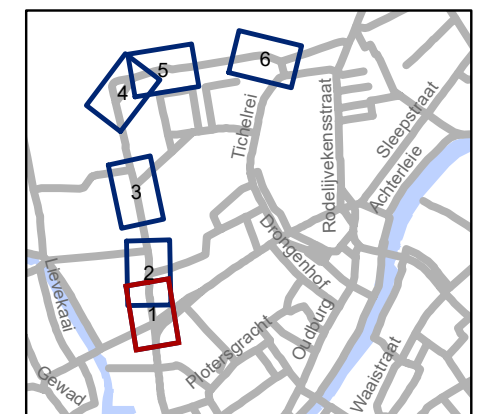 6
5
4
Tichelrei
Rodelijvekensstraat
Sleepstraat
Achterleie
3
Drongenhof
2
Lievekaai
1
Oudburg
Plotersgracht
Waaistraat
Gewad